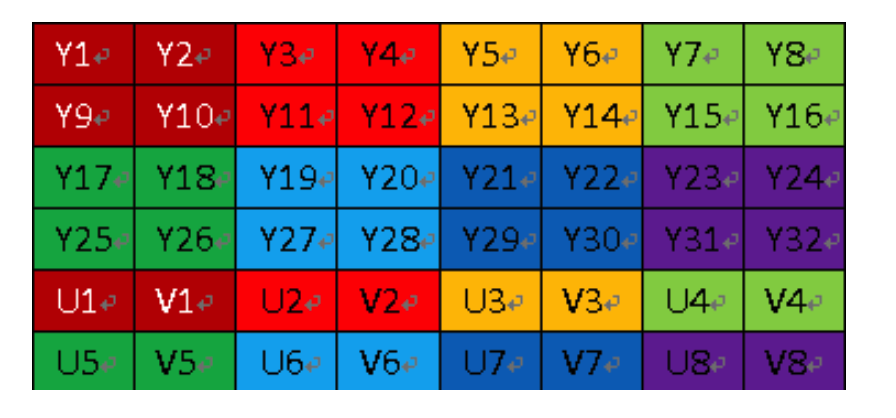 Y1 Y2 Y3 Y4 Y5 Y6 Y7 Y8
Y9 Y10 Y11 Y12 Y13 Y14 Y15 Y16
Y17 Y18 Y19 Y20 Y21 Y22 Y23 Y24
Y25 Y26 Y27 Y28 Y29 Y30 Y31 Y32
U1 V1 U2 V2 U3 V3 U4 V4
U5 V5 U6 V6 U7 V7 U8 V8